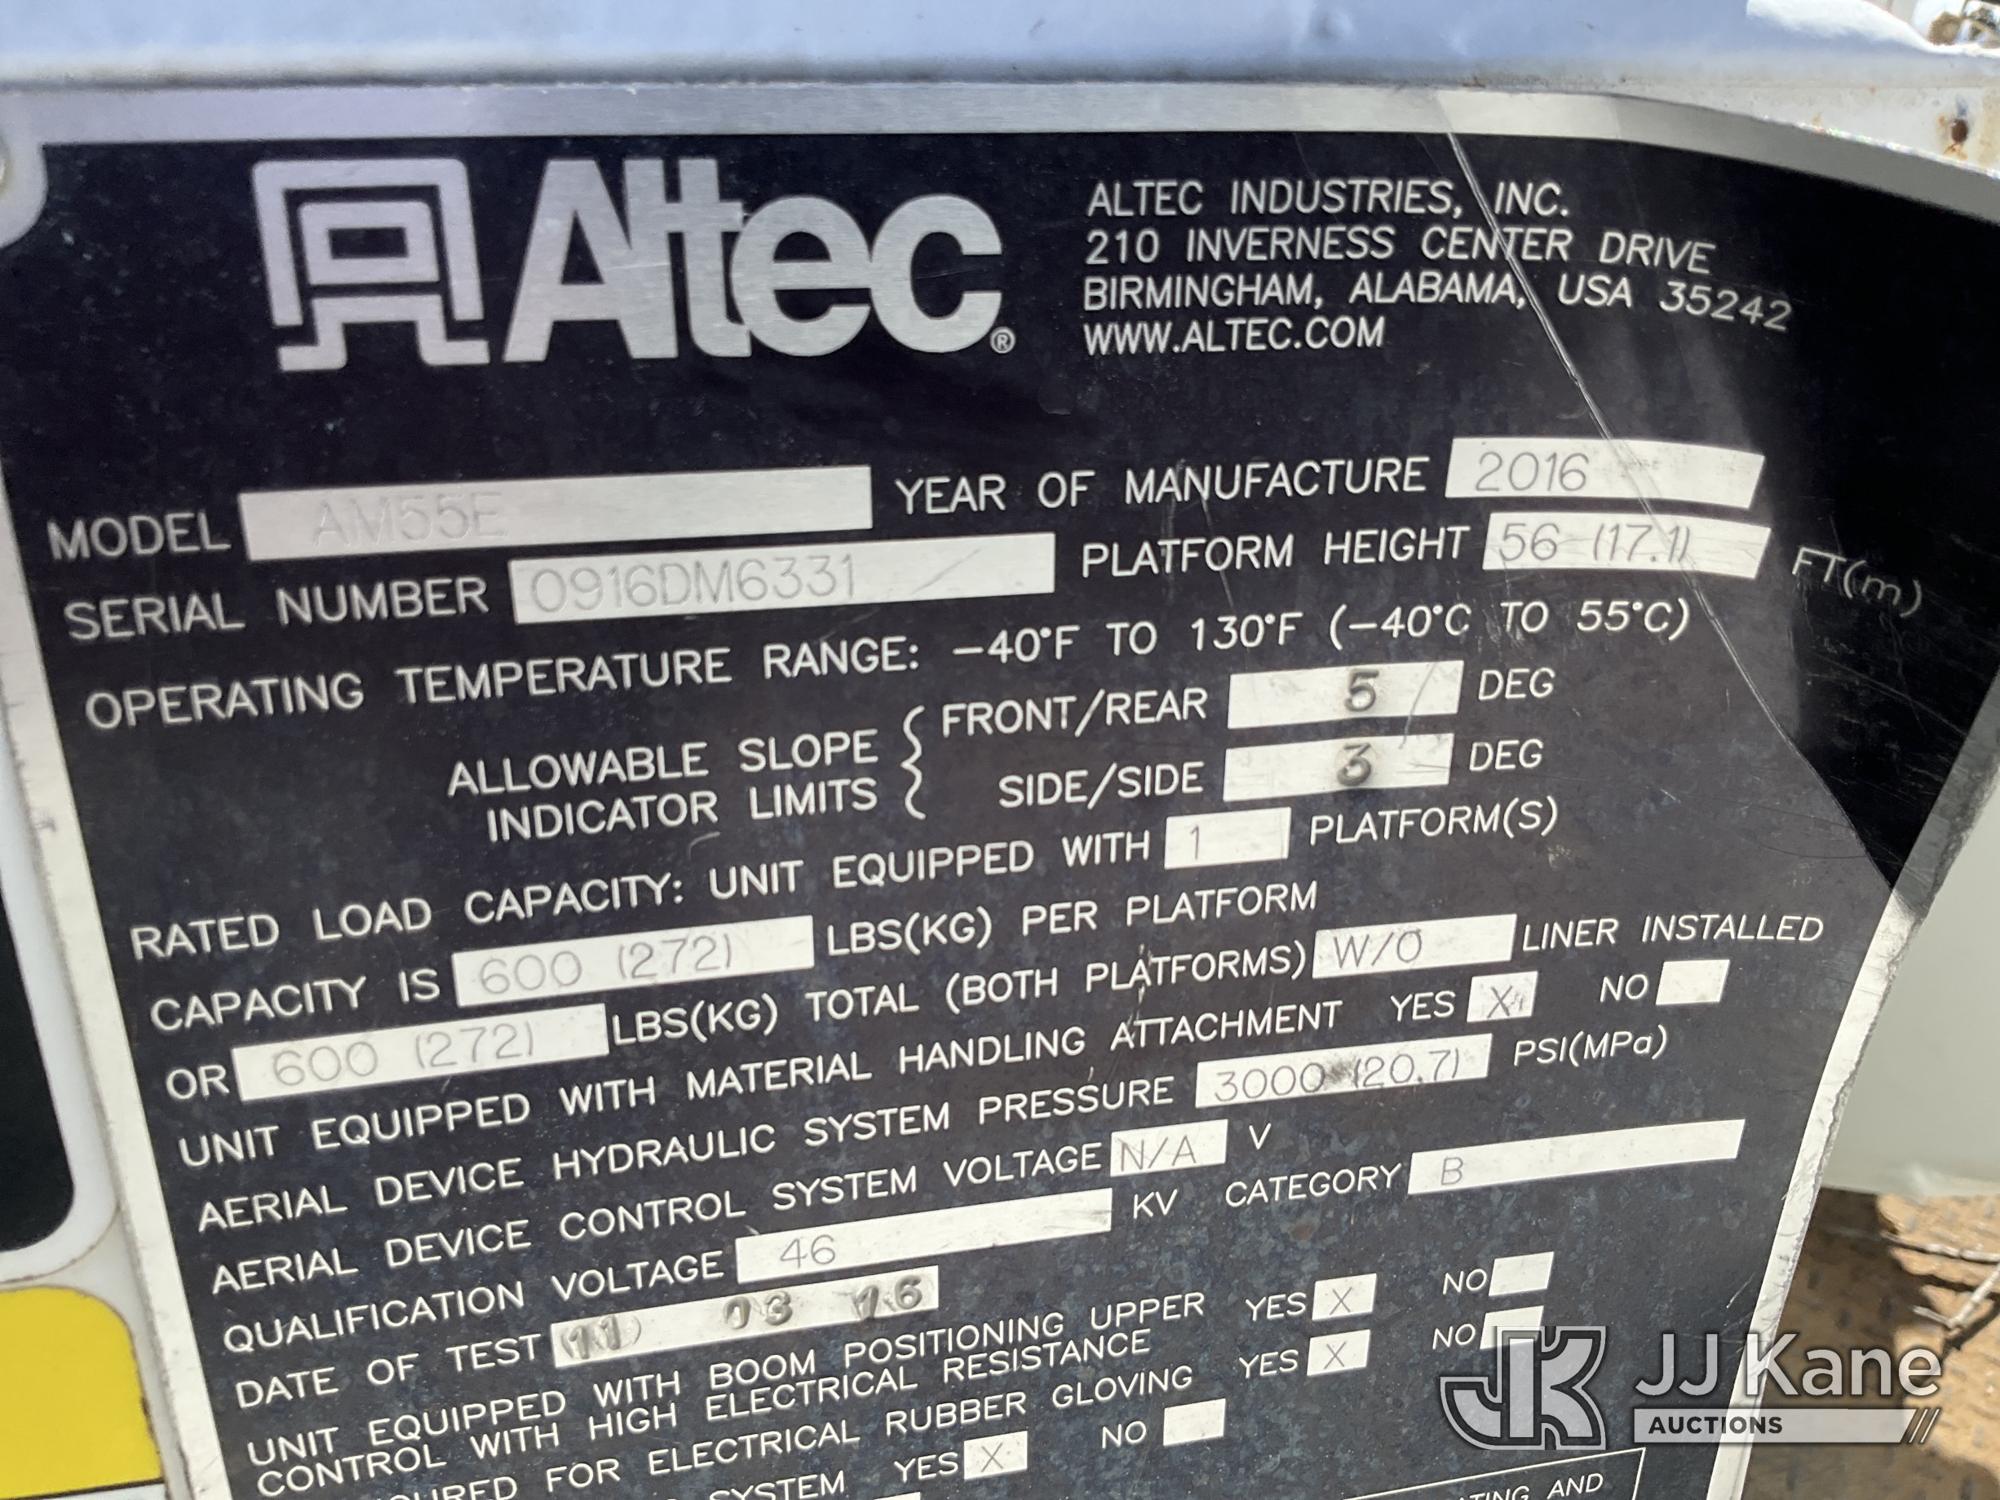 Altec®
ALTEC INDUSTRIES, INC.
210 INVERNESS CENTER DRIVE
BIRMINGHAM, ALABAMA, USA 35242
WWW.ALTEC.COM
MODEL AM55E YEAR OF MANUFACTURE 2016
SERIAL NUMBER 0916DM6331 PLATFORM HEIGHT 56 (17.1) FT(m)
OPERATING TEMPERATURE RANGE: -40°F TO 130°F (-40°C TO 55°C)
ALLOWABLE SLOPE INDICATOR LIMITS { FRONT/REAR 5 DEG
SIDE/SIDE 3 DEG
RATED LOAD CAPACITY: UNIT EQUIPPED WITH 1 PLATFORM(S)
CAPACITY IS 600 (272) LBS(KG) PER PLATFORM
OR 600 (272) LBS(KG) TOTAL (BOTH PLATFORMS) W/O LINER INSTALLED
UNIT EQUIPPED WITH MATERIAL HANDLING ATTACHMENT YES X NO
AERIAL DEVICE HYDRAULIC SYSTEM PRESSURE 3000 (20.7) PSI(MPa)
AERIAL DEVICE CONTROL SYSTEM VOLTAGE N/A V
QUALIFICATION VOLTAGE 46 KV CATEGORY B
DATE OF TEST 11 03 16
UNIT EQUIPPED WITH BOOM POSITIONING UPPER YES X NO
CONTROL WITH HIGH ELECTRICAL RESISTANCE
FOR ELECTRICAL RUBBER GLOVING YES X NO
SYSTEM YES X NO
AND
JK JJ Kane
AUCTIONS